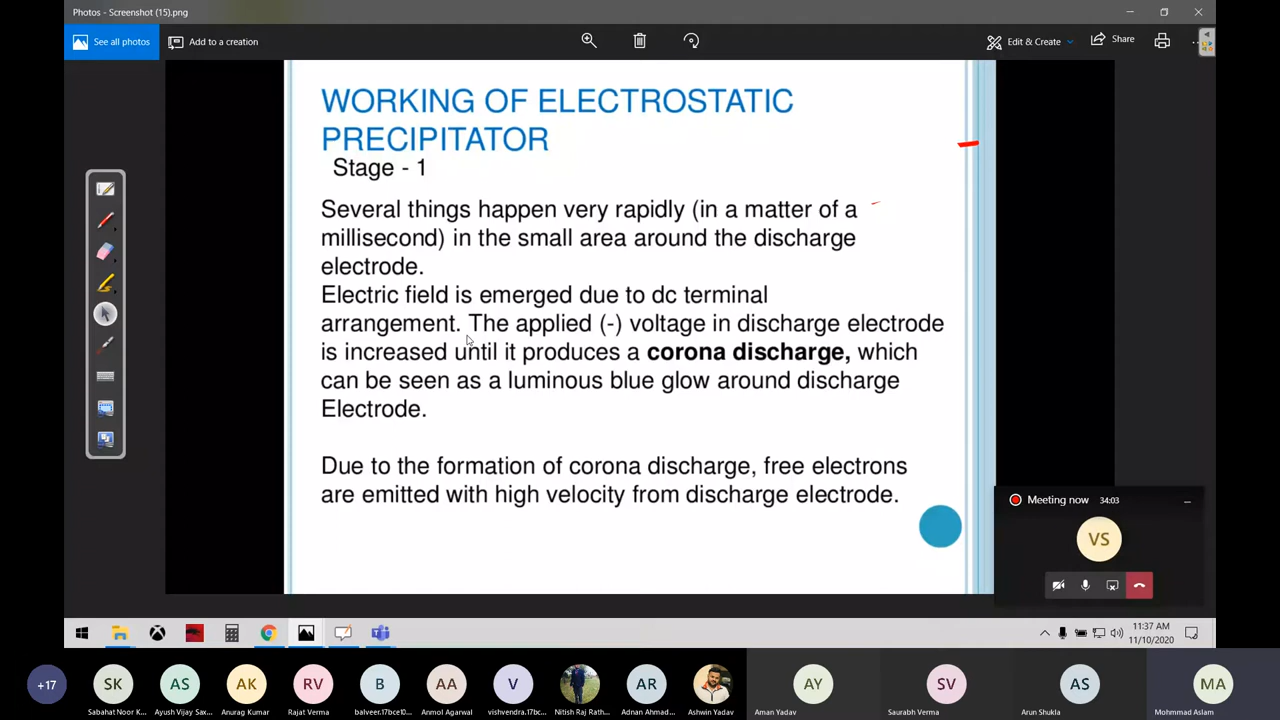 Photos - Screenshot (15).png
See all photos
Add to a creation
Edit & Create
Share
WORKING OF ELECTROSTATIC
PRECIPITATOR
Stage - 1
Several things happen very rapidly (in a matter of a
millisecond) in the small area around the discharge
electrode.
Electric field is emerged due to dc terminal
arrangement. The applied (-) voltage in discharge electrode
is increased until it produces a corona discharge, which
can be seen as a luminous blue glow around discharge
Electrode.
Due to the formation of corona discharge, free electrons
are emitted with high velocity from discharge electrode.
Meeting now 34:03
VS
11:37 AM
11/10/2020
+17
SK
AS
AK
RV
B
AA
V
AR
AY
SV
AS
MA
Sabahat Noor K...
Ayush Vijay Sax...
Anurag Kumar
Rajat Verma
balveer.17bce10...
Anmol Agarwal
vishvendra.17bc...
Nitish Raj Rath...
Adnan Ahmad...
Ashwin Yadav
Aman Yadav
Saurabh Verma
Arun Shukla
Mohmmad Aslam